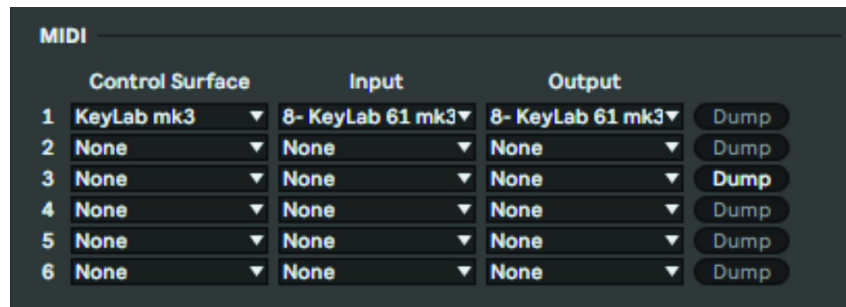 MIDI
Control Surface Input Output
1 KeyLab mk3 8- KeyLab 61 mk3 8- KeyLab 61 mk3 Dump
2 None None None Dump
3 None None None Dump
4 None None None Dump
5 None None None Dump
6 None None None Dump